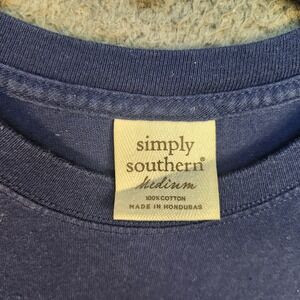 simply
southern®
Medium
100% COTTON
MADE IN HONDURAS